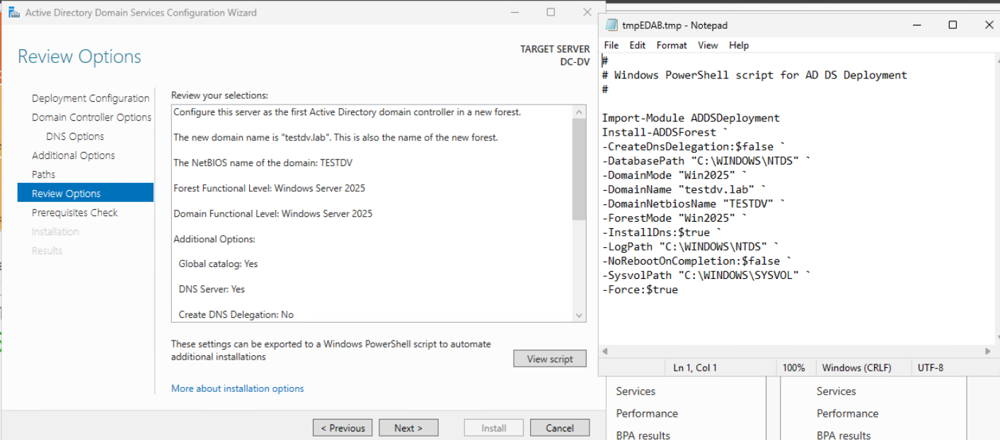 Active Directory Domain Services Configuration Wizard
Review Options
TARGET SERVER
DC-DV
Deployment Configuration
Domain Controller Options
DNS Options
Additional Options
Paths
Review Options
Prerequisites Check
Installation
Results
Review your selections:
Configure this server as the first Active Directory domain controller in a new forest.
The new domain name is "testdv.lab". This is also the name of the new forest.
The NetBIOS name of the domain: TESTDV
Forest Functional Level: Windows Server 2025
Domain Functional Level: Windows Server 2025
Additional Options:
Global catalog: Yes
DNS Server: Yes
Create DNS Delegation: No
These settings can be exported to a Windows PowerShell script to automate
additional installations
View script
More about installation options
< Previous
Next >
Install
Cancel
tmpEDAB.tmp - Notepad
File Edit Format View Help
#
# Windows PowerShell script for AD DS Deployment
#
Import-Module ADDSDeployment
Install-ADDSForest `
-CreateDnsDelegation:$false `
-DatabasePath "C:\WINDOWS\NTDS" `
-DomainMode "Win2025" `
-DomainName "testdv.lab" `
-DomainNetbiosName "TESTDV" `
-ForestMode "Win2025" `
-InstallDns:$true `
-LogPath "C:\WINDOWS\NTDS" `
-NoRebootOnCompletion:$false `
-SysvolPath "C:\WINDOWS\SYSVOL" `
-Force:$true
Ln 1, Col 1
100%
Windows (CRLF)
UTF-8
Services
Performance
BPA results
Services
Performance
BPA results